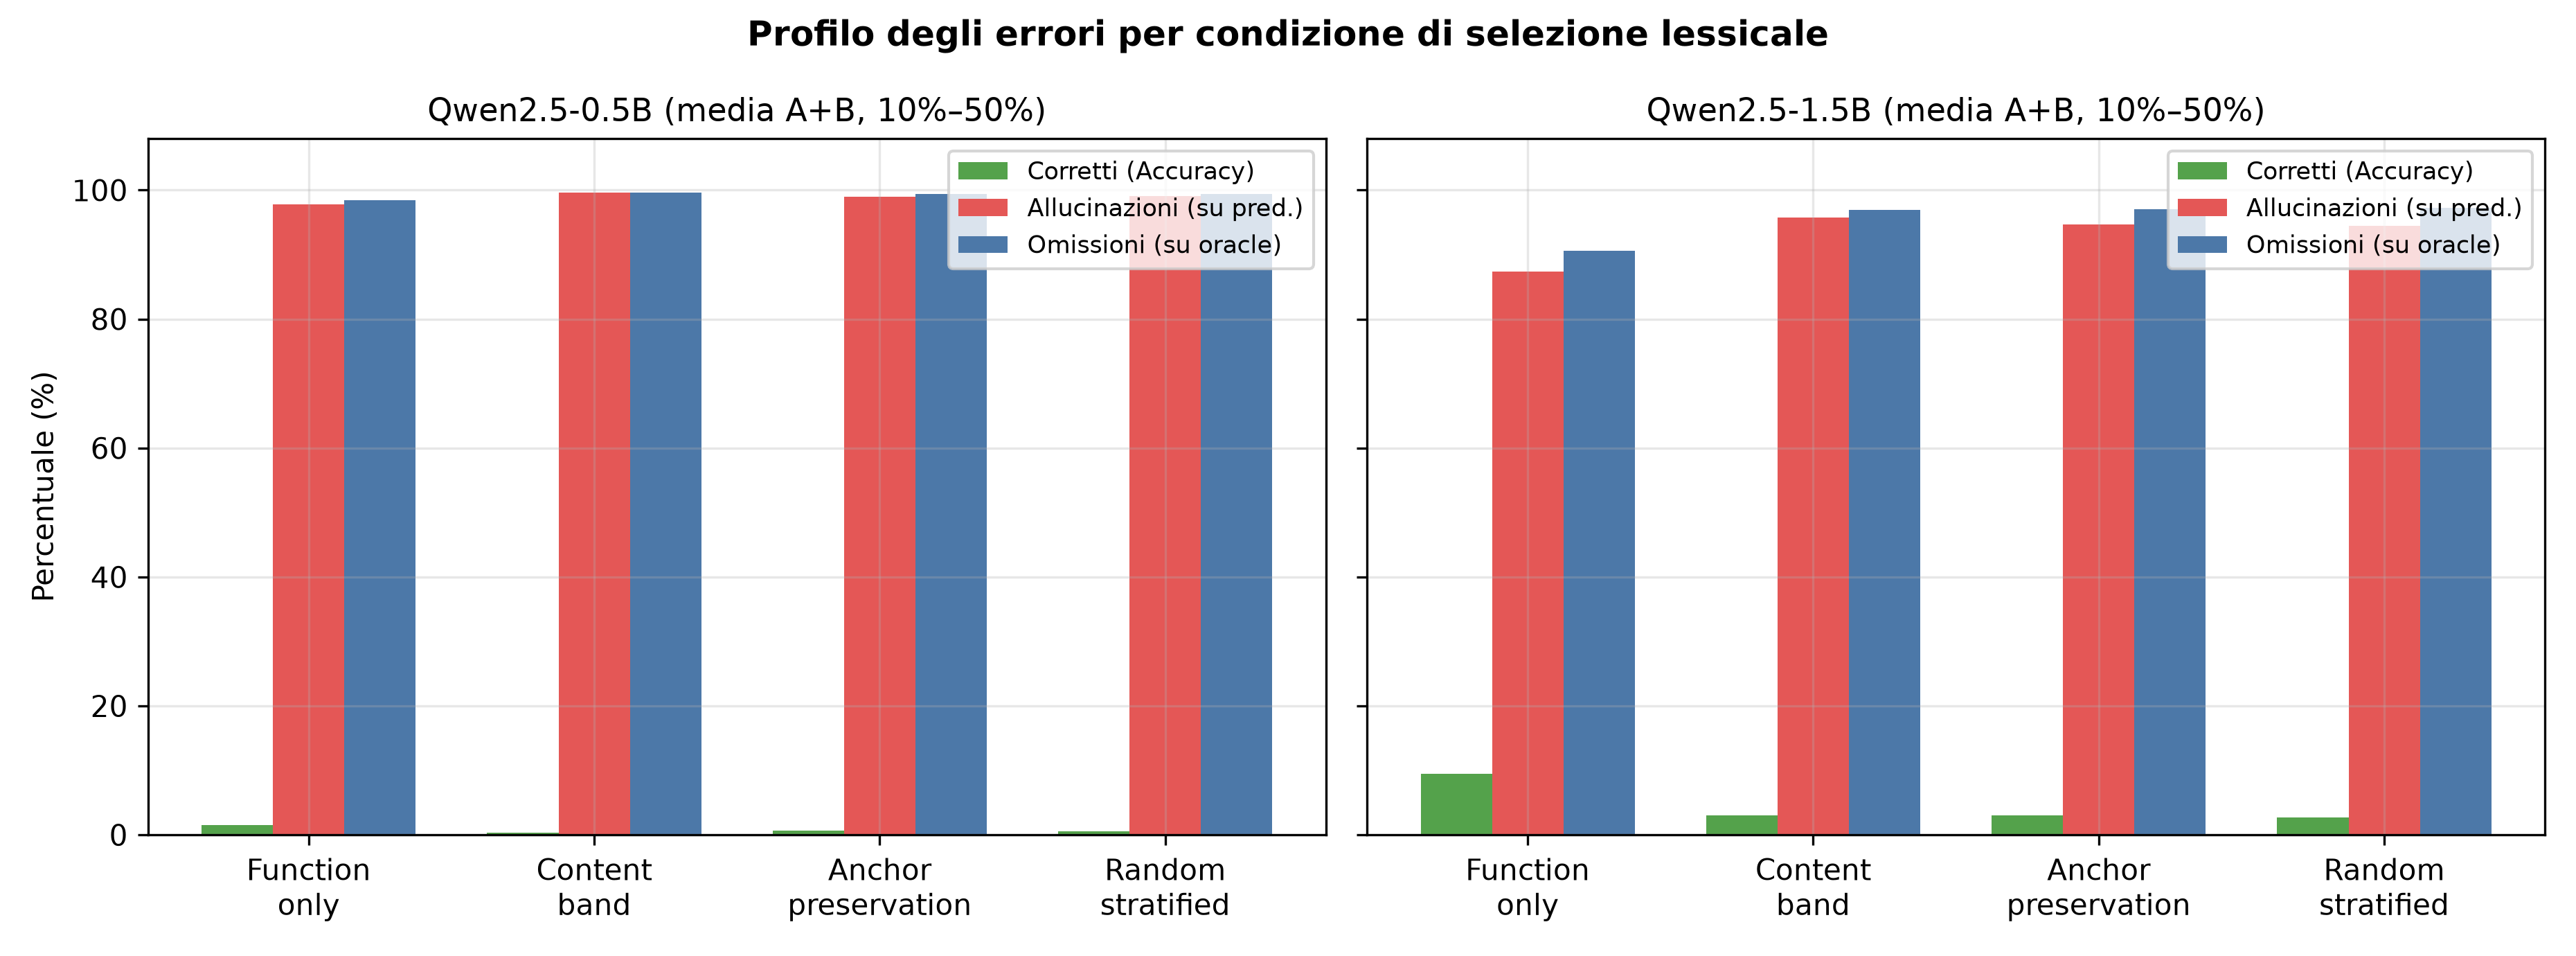 Profilo degli errori per condizione di selezione lessicale
Qwen2.5-0.5B (media A+B, 10%–50%)
Percentuale (%)
100
80
60
40
20
0
Corretti (Accuracy)
Allucinazioni (su pred.)
Omissioni (su oracle)
Function
only
Content
band
Anchor
preservation
Random
stratified
Qwen2.5-1.5B (media A+B, 10%–50%)
Corretti (Accuracy)
Allucinazioni (su pred.)
Omissioni (su oracle)
Function
only
Content
band
Anchor
preservation
Random
stratified